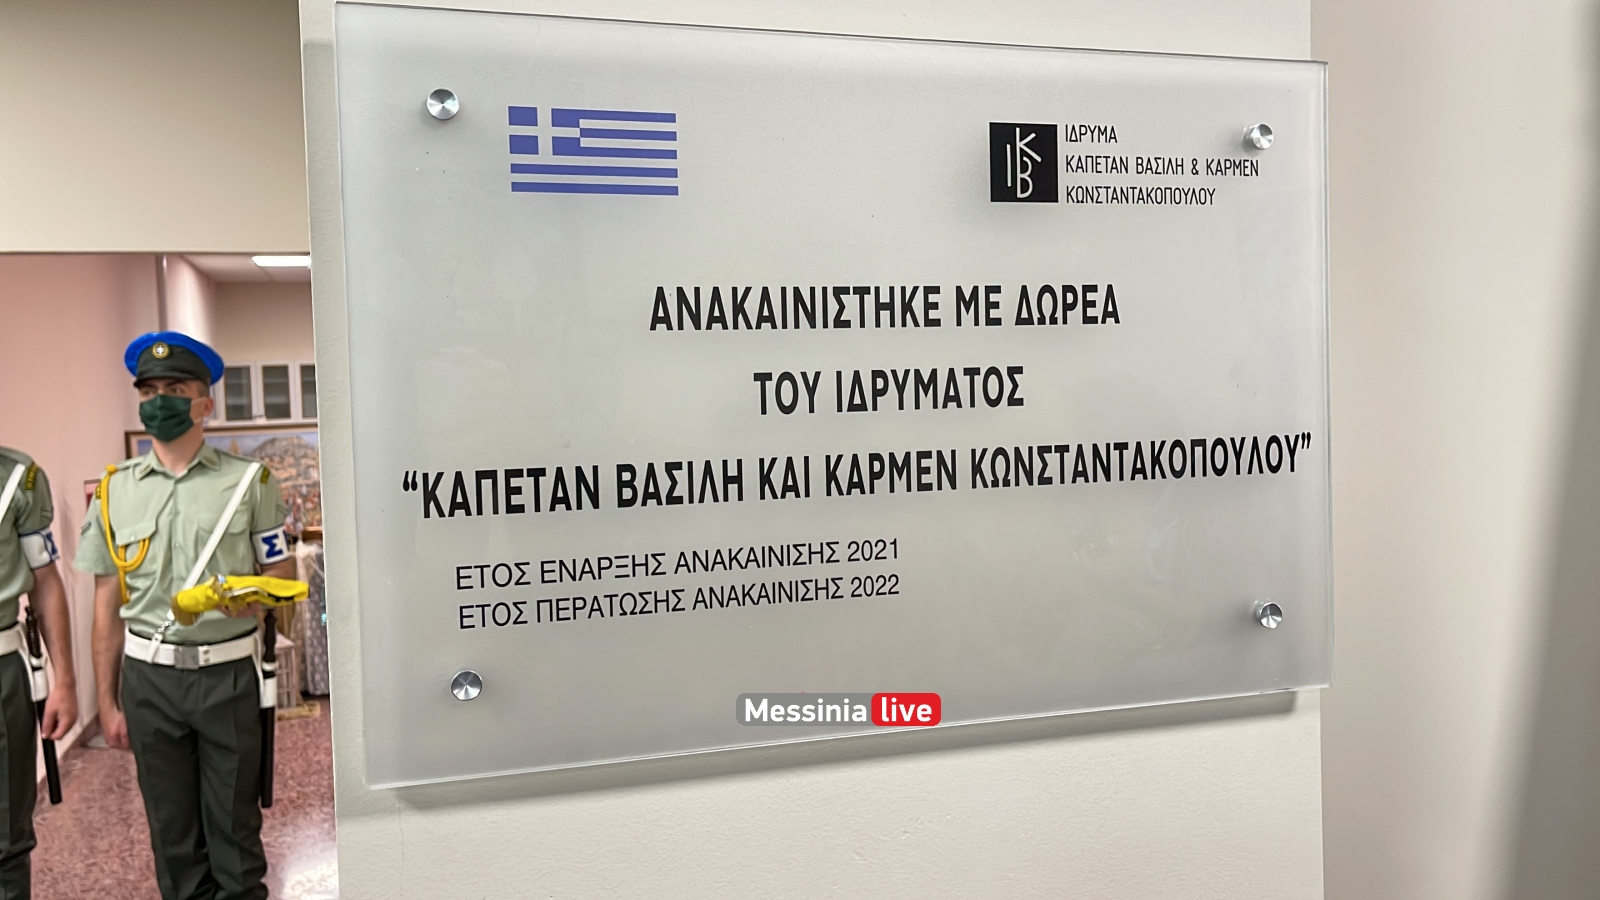 ΙΔΡΥΜΑ
ΚΑΠΕΤΑΝ ΒΑΣΙΛΗ & ΚΑΡΜΕΝ
ΚΩΝΣΤΑΝΤΑΚΟΠΟΥΛΟΥ
ΑΝΑΚΑΙΝΙΣΤΗΚΕ ΜΕ ΔΩΡΕΑ
ΤΟΥ ΙΔΡΥΜΑΤΟΣ
“ΚΑΠΕΤΑΝ ΒΑΣΙΛΗ ΚΑΙ ΚΑΡΜΕΝ ΚΩΝΣΤΑΝΤΑΚΟΠΟΥΛΟΥ”
ΕΤΟΣ ΕΝΑΡΞΗΣ ΑΝΑΚΑΙΝΙΣΗΣ 2021
ΕΤΟΣ ΠΕΡΑΤΩΣΗΣ ΑΝΑΚΑΙΝΙΣΗΣ 2022
Messinia live
Σ